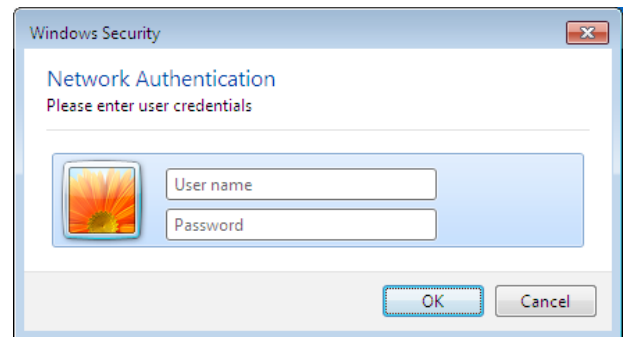 Windows Security
Network Authentication
Please enter user credentials
User name
Password
OK
Cancel